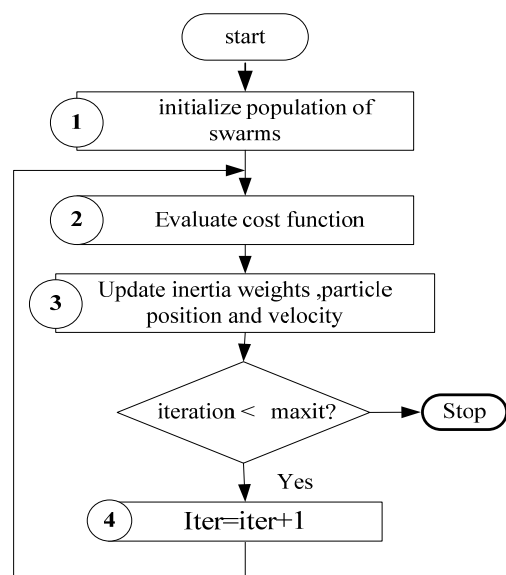 start
1
initialize population of
swarms
2
Evaluate cost function
3
Update inertia weights ,particle
position and velocity
iteration < maxit?
Stop
Yes
4
Iter=iter+1